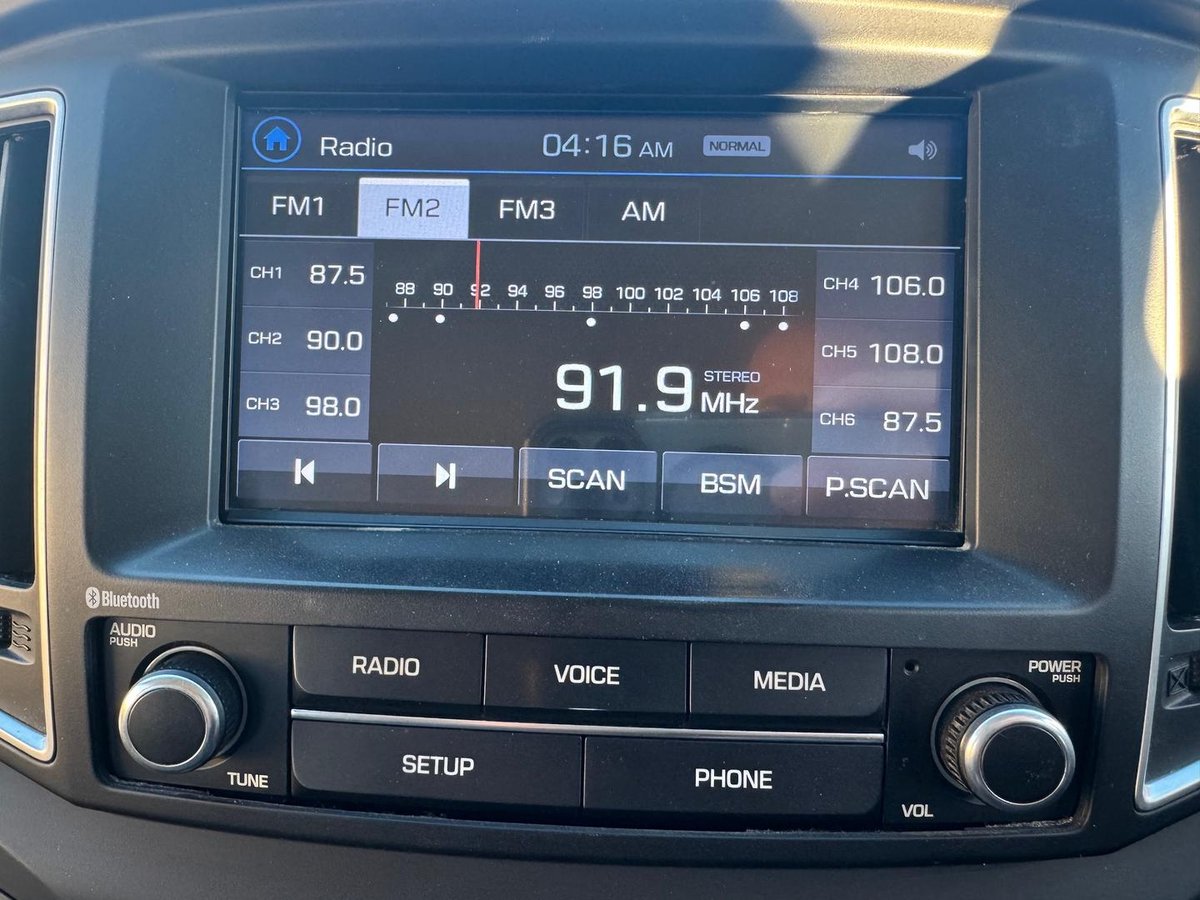 Radio 04:16 AM NORMAL
FM1 FM2 FM3 AM
CH1 87.5
CH2 90.0
CH3 98.0
88 90 92 94 96 98 100 102 104 106 108
91.9 STEREO MHz
CH4 106.0
CH5 108.0
CH6 87.5
SCAN BSM P.SCAN
Bluetooth
AUDIO
PUSH
TUNE
RADIO VOICE MEDIA
SETUP PHONE
POWER
PUSH
VOL